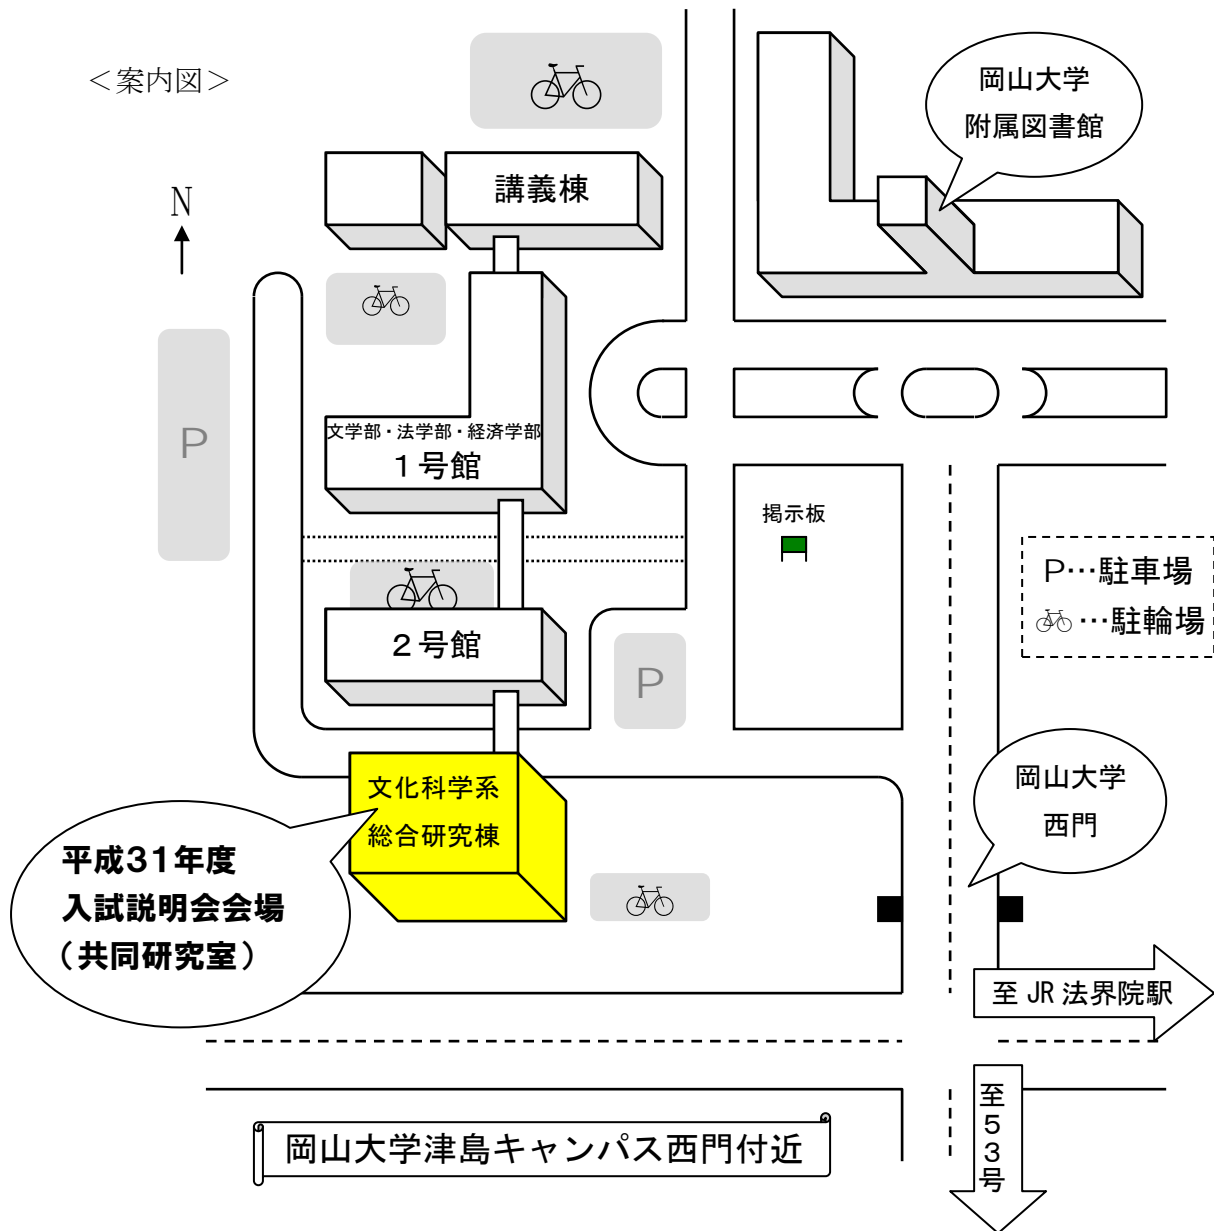 ＜案内図＞
岡山大学
附属図書館
講義棟
N
P
文学部・法学部・経済学部
１号館
掲示板
P…駐車場
…駐輪場
２号館
P
文化科学系
総合研究棟
岡山大学
西門
平成31年度
入試説明会会場
（共同研究室）
至 JR 法界院駅
至５３号
岡山大学津島キャンパス西門付近